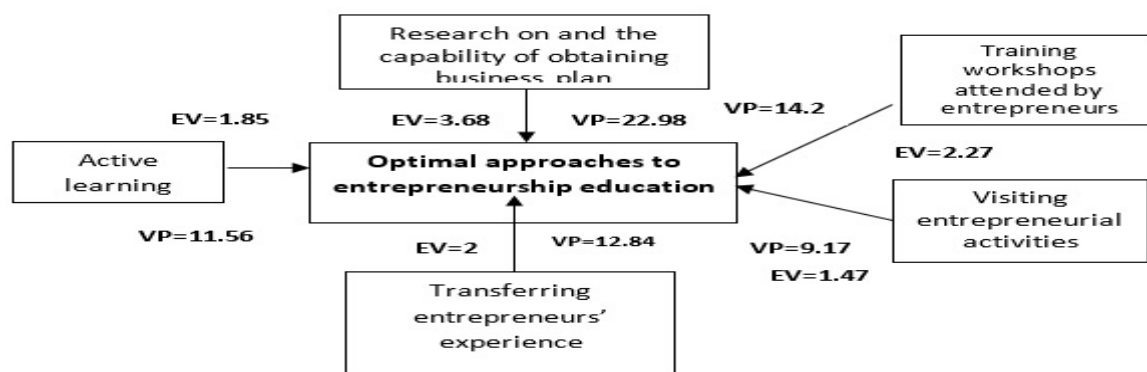 Research on and the
capability of obtaining
business plan
Training
workshops
attended by
entrepreneurs
VP=14.2
EV=1.85
EV=3.68
VP=22.98
Active
learning
Optimal approaches to
entrepreneurship education
EV=2.27
Visiting
entrepreneurial
activities
VP=11.56
EV=2
VP=12.84
VP=9.17
EV=1.47
Transferring
entrepreneurs’
experience